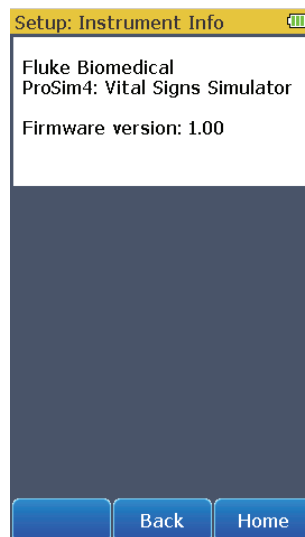 Setup: Instrument Info
Fluke Biomedical
ProSim4: Vital Signs Simulator
Firmware version: 1.00
Back
Home